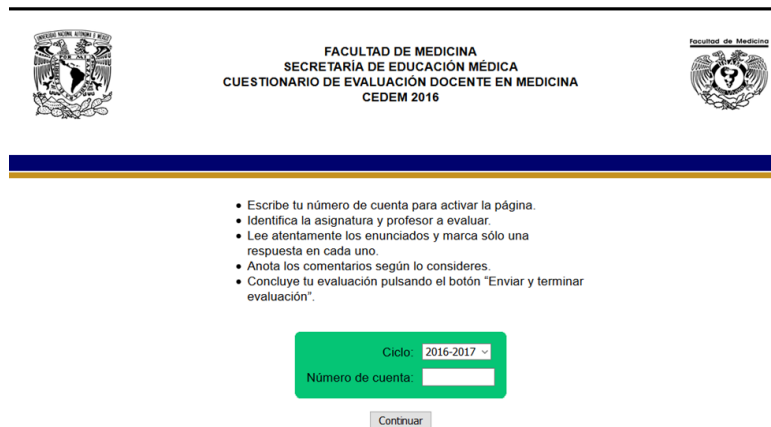 FACULTAD DE MEDICINA
SECRETARÍA DE EDUCACIÓN MÉDICA
CUESTIONARIO DE EVALUACIÓN DOCENTE EN MEDICINA
CEDEM 2016
Facultad de Medicina
• Escribe tu número de cuenta para activar la página.
• Identifica la asignatura y profesor a evaluar.
• Lee atentamente los enunciados y marca sólo una
respuesta en cada uno.
• Anota los comentarios según lo consideres.
• Concluye tu evaluación pulsando el botón “Enviar y terminar
evaluación”.
Ciclo: 2016-2017
Número de cuenta:
Continuar